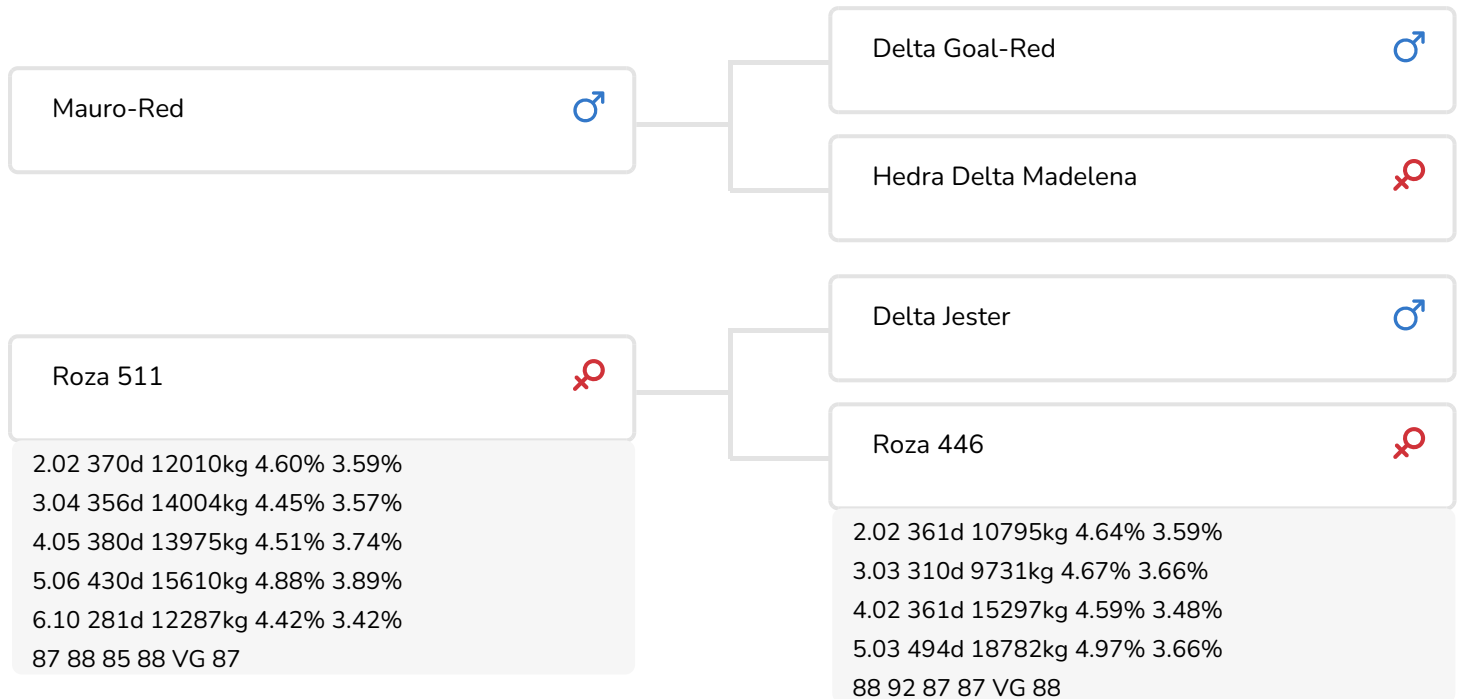 Mauro-Red
Delta Goal-Red
Hedra Delta Madelena
Roza 511
2.02 370d 12010kg 4.60% 3.59%
3.04 356d 14004kg 4.45% 3.57%
4.05 380d 13975kg 4.51% 3.74%
5.06 430d 15610kg 4.88% 3.89%
6.10 281d 12287kg 4.42% 3.42%
87 88 85 88 VG 87
Delta Jester
Roza 446
2.02 361d 10795kg 4.64% 3.59%
3.03 310d 9731kg 4.67% 3.66%
4.02 361d 15297kg 4.59% 3.48%
5.03 494d 18782kg 4.97% 3.66%
88 92 87 87 VG 88